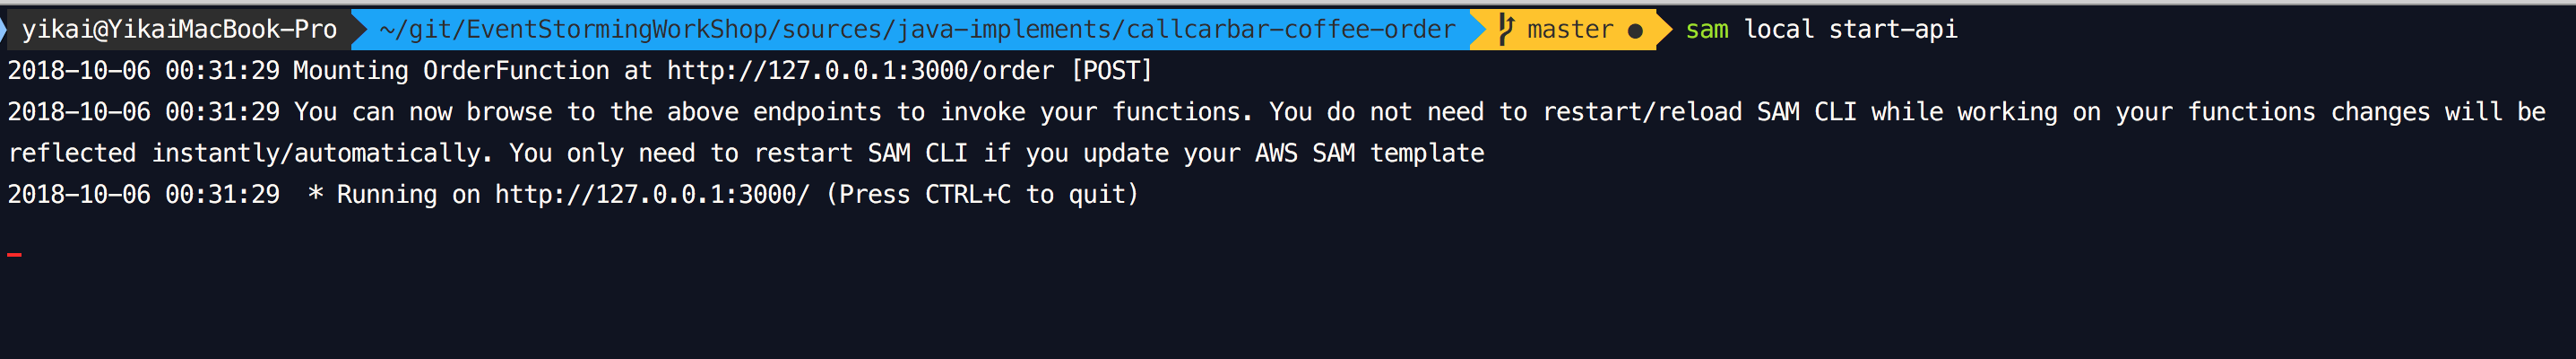 yikai@YikaiMacBook-Pro ~/git/EventStormingWorkShop/sources/java-implements/callcarbar-coffee-order master ● sam local start-api
2018-10-06 00:31:29 Mounting OrderFunction at http://127.0.0.1:3000/order [POST]
2018-10-06 00:31:29 You can now browse to the above endpoints to invoke your functions. You do not need to restart/reload SAM CLI while working on your functions changes will be
reflected instantly/automatically. You only need to restart SAM CLI if you update your AWS SAM template
2018-10-06 00:31:29  * Running on http://127.0.0.1:3000/ (Press CTRL+C to quit)